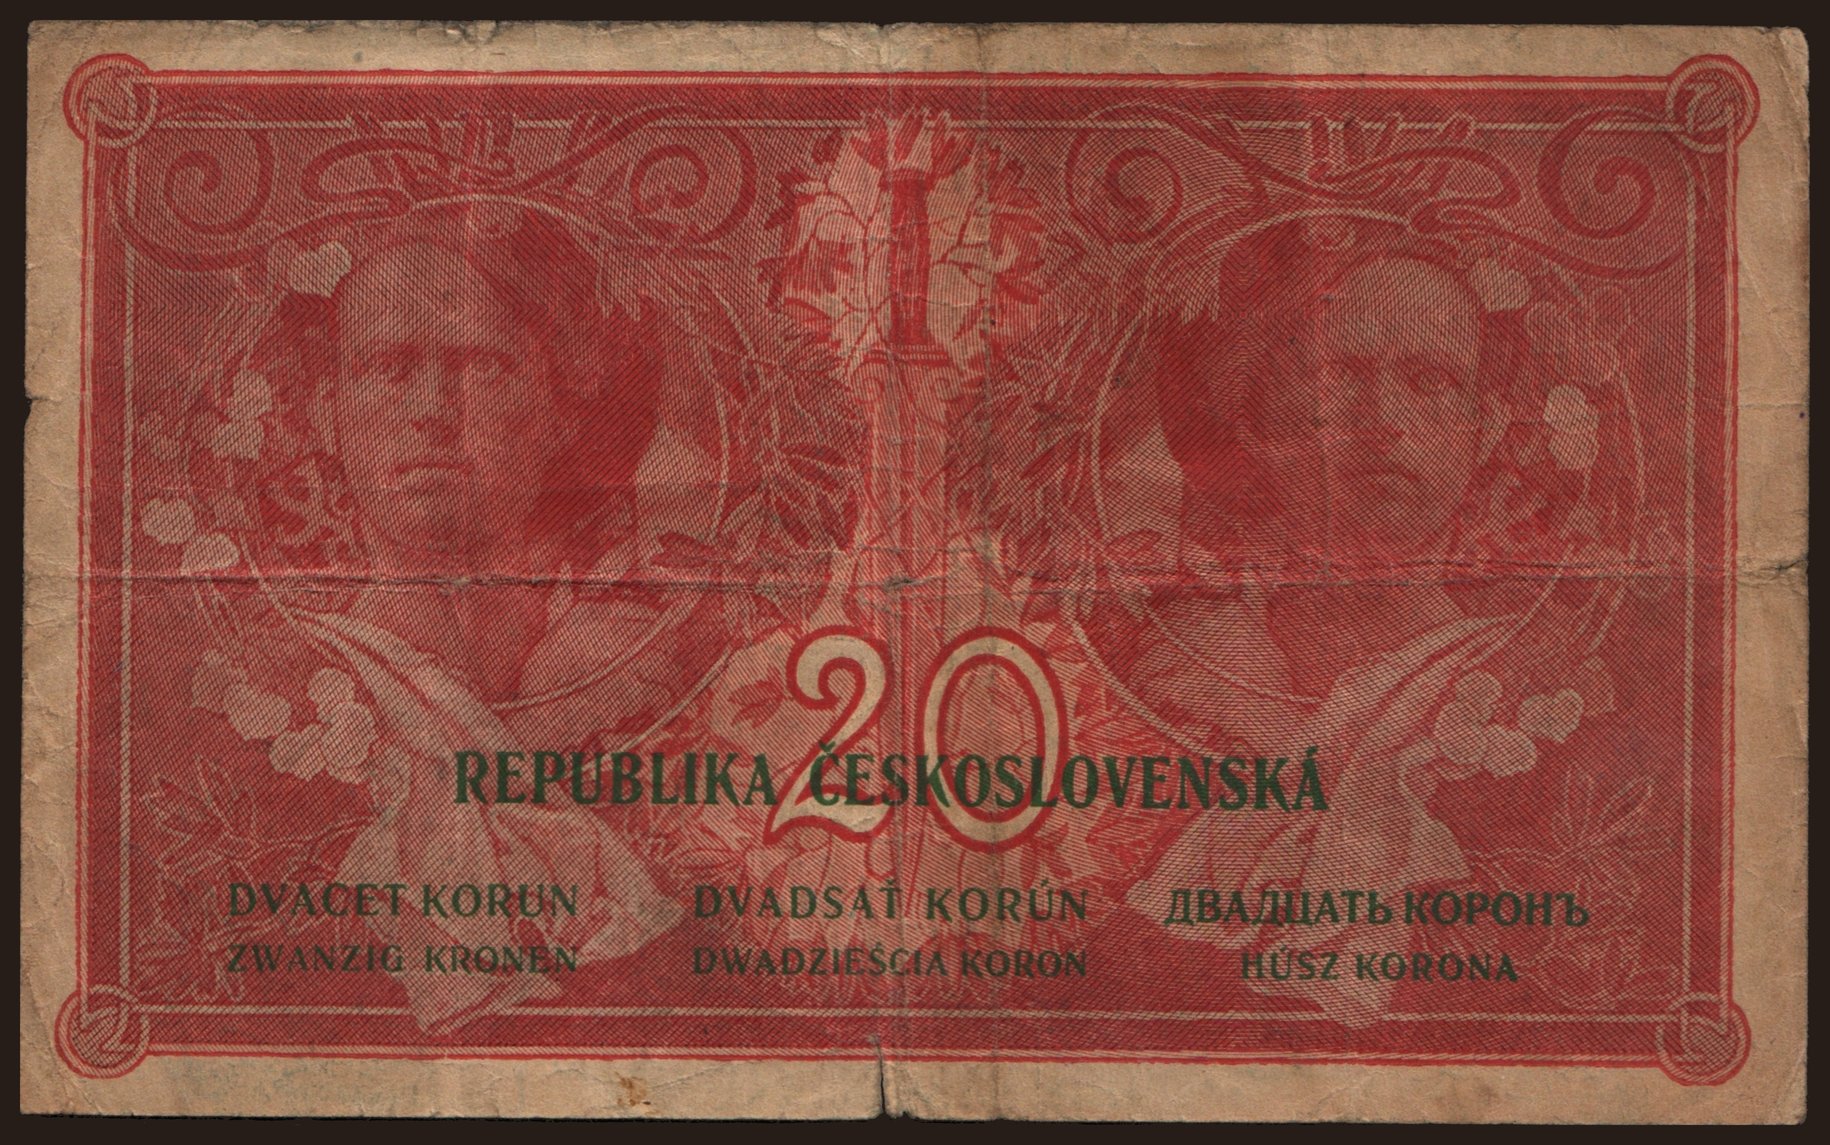 20
REPUBLIKA ČESKOSLOVENSKÁ
DVACET KORUN
ZWANZIG KRONEN
DVADSAŤ KORÚN
DWADZIEŚCIA KORON
ДВАДЦАТЬ КОРОНЪ
HÚSZ KORONA